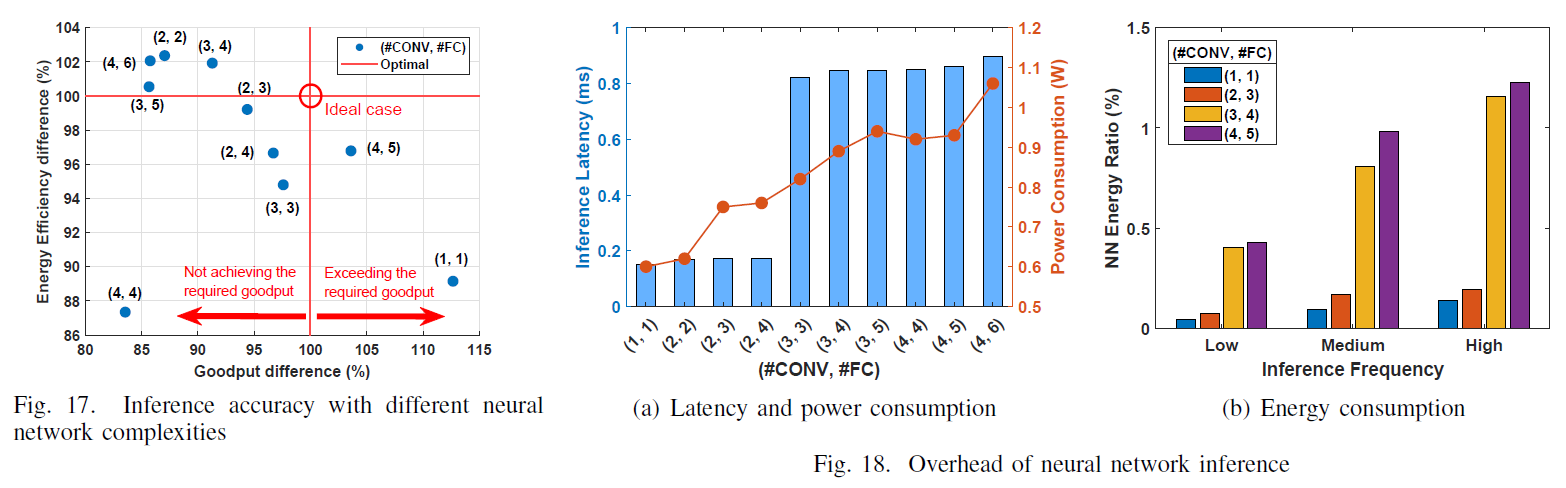 104
102
100
98
96
94
92
90
88
86
80
85
90
95
100
105
110
115
Energy Efficiency difference (%)
Goodput difference (%)
(#CONV, #FC)
Optimal
(2, 2)
(3, 4)
(4, 6)
(3, 5)
(2, 3)
Ideal case
(2, 4)
(4, 5)
(3, 3)
(1, 1)
(4, 4)
Not achieving the
required goodput
Exceeding the
required goodput
Fig. 17. Inference accuracy with different neural
network complexities
1
0.8
0.6
0.4
0.2
0
Inference Latency (ms)
1.2
1.1
1
0.9
0.8
0.7
0.6
0.5
Power Consumption (W)
(1, 1)
(2, 2)
(2, 3)
(2, 4)
(3, 3)
(3, 4)
(3, 5)
(4, 4)
(4, 5)
(4, 6)
(#CONV, #FC)
(a) Latency and power consumption
1.5
1
0.5
0
NN Energy Ratio (%)
(#CONV, #FC)
(1, 1)
(2, 3)
(3, 4)
(4, 5)
Low
Medium
High
Inference Frequency
(b) Energy consumption
Fig. 18. Overhead of neural network inference